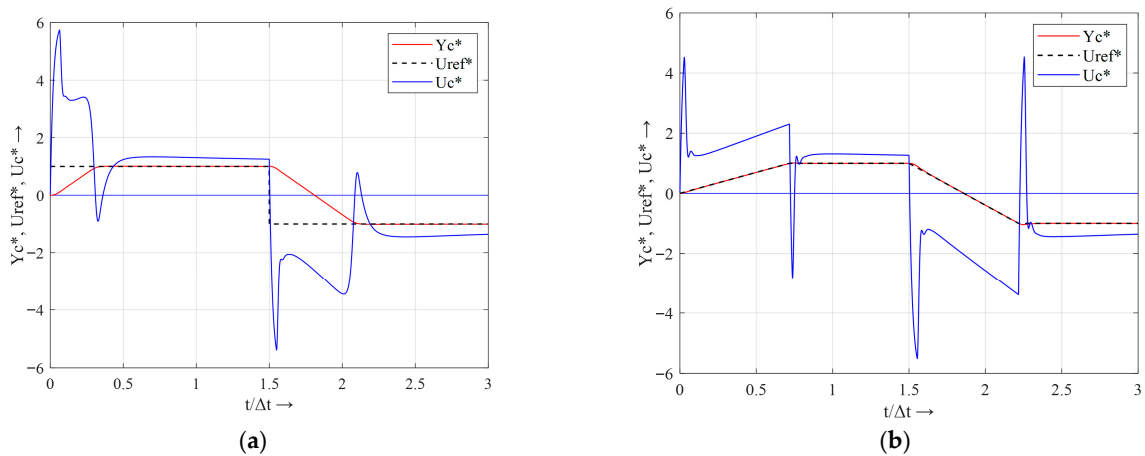 6
4
2
0
−2
−4
−6
Yc*, Uref*, Uc* →
Yc*
Uref*
Uc*
0 0.5 1 1.5 2 2.5 3
t/Δt →
(a)
6
4
2
0
−2
−4
−6
Yc*, Uref*, Uc* →
Yc*
Uref*
Uc*
0 0.5 1 1.5 2 2.5 3
t/Δt →
(b)